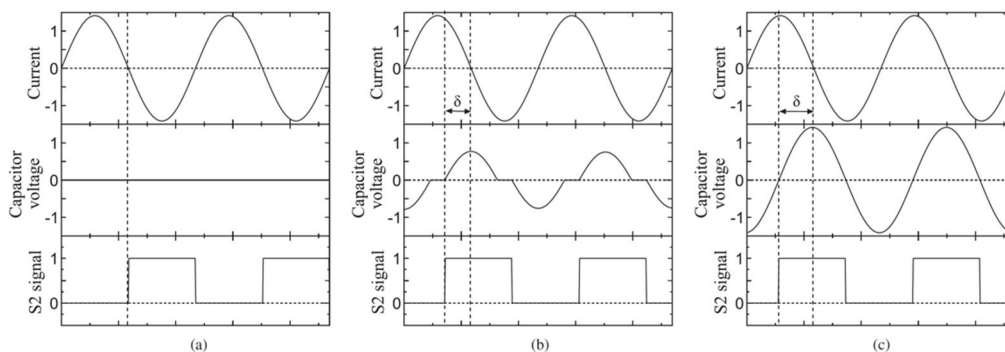 Current
1
0
-1
Capacitor
voltage
1
0
-1
S2 signal
1
0
(a)
Current
1
0
-1
δ
Capacitor
voltage
1
0
-1
S2 signal
1
0
(b)
Current
1
0
-1
δ
Capacitor
voltage
1
0
-1
S2 signal
1
0
(c)